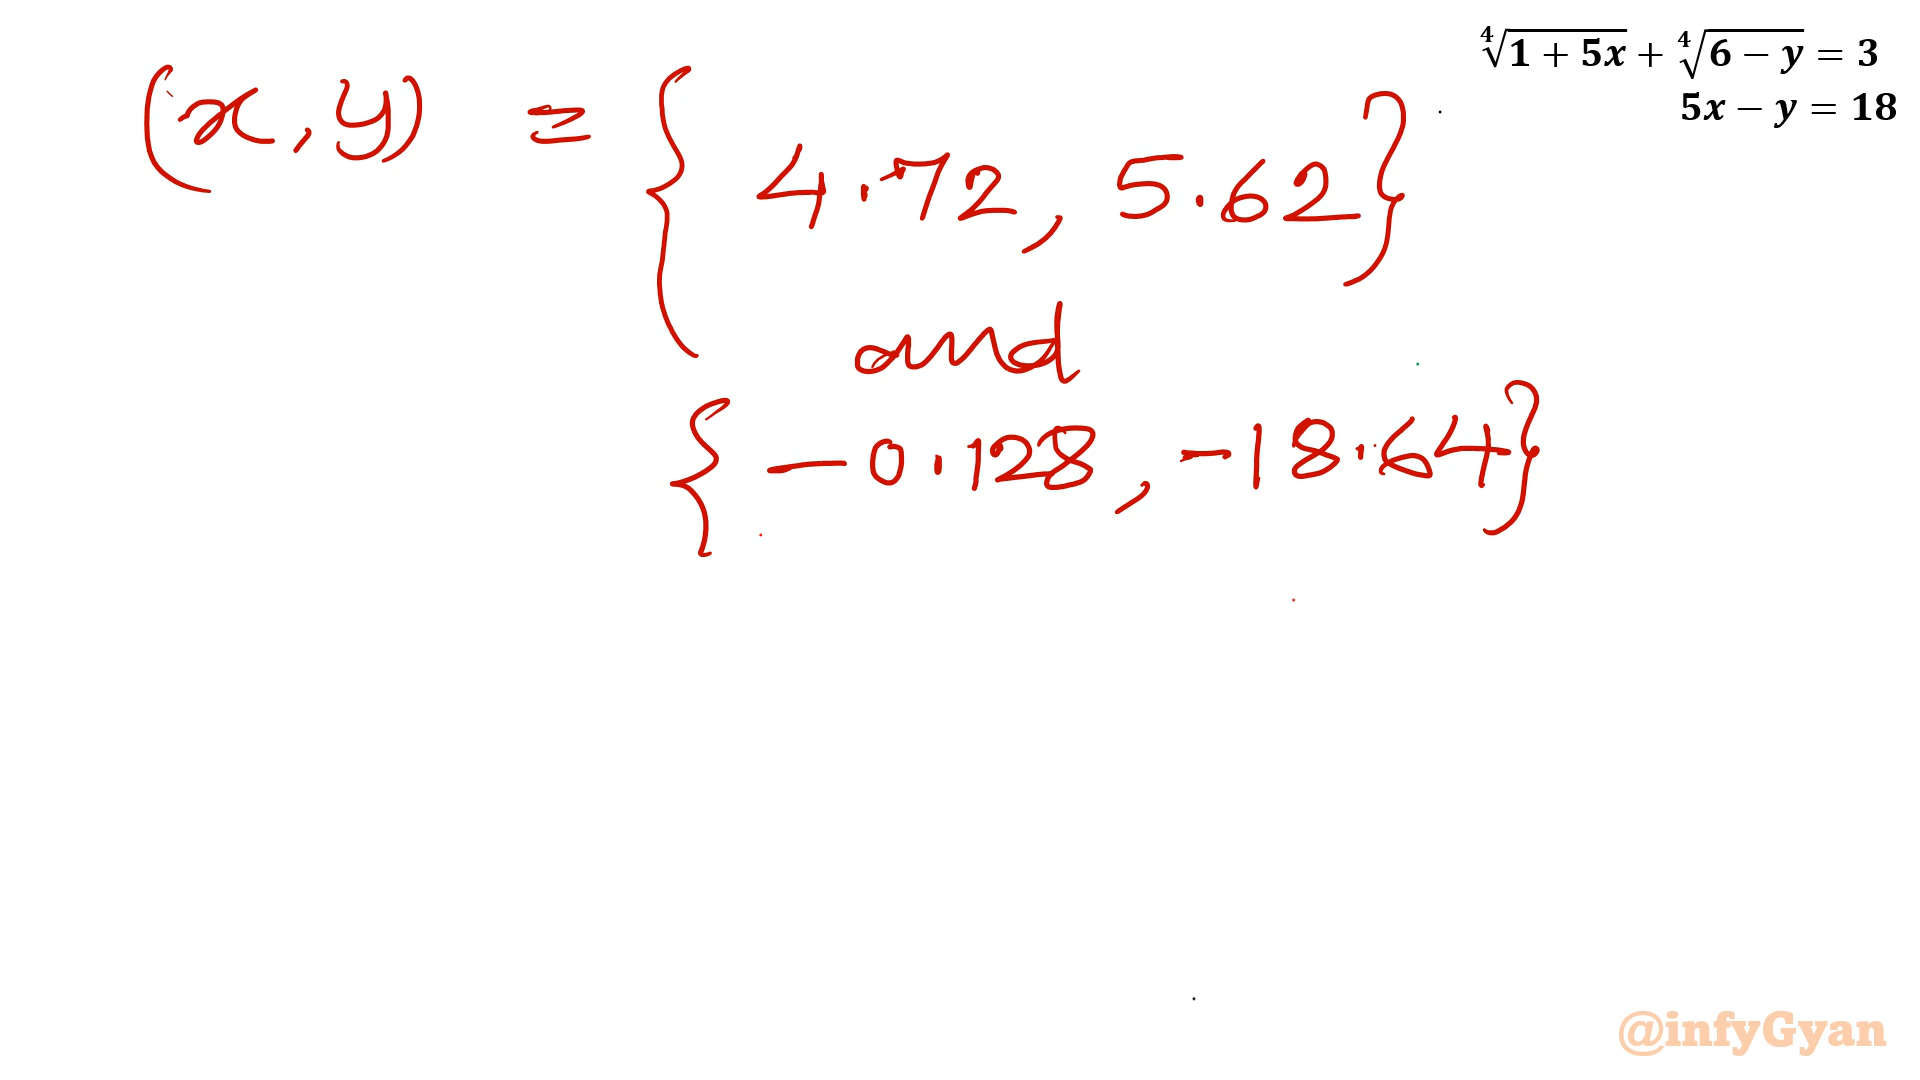 ∜(1 + 5x) + ∜(6 − y) = 3
5x − y = 18
(x, y) = { 4.72, 5.62 }
and
{ −0.128, −18.64 }
@infyGyan